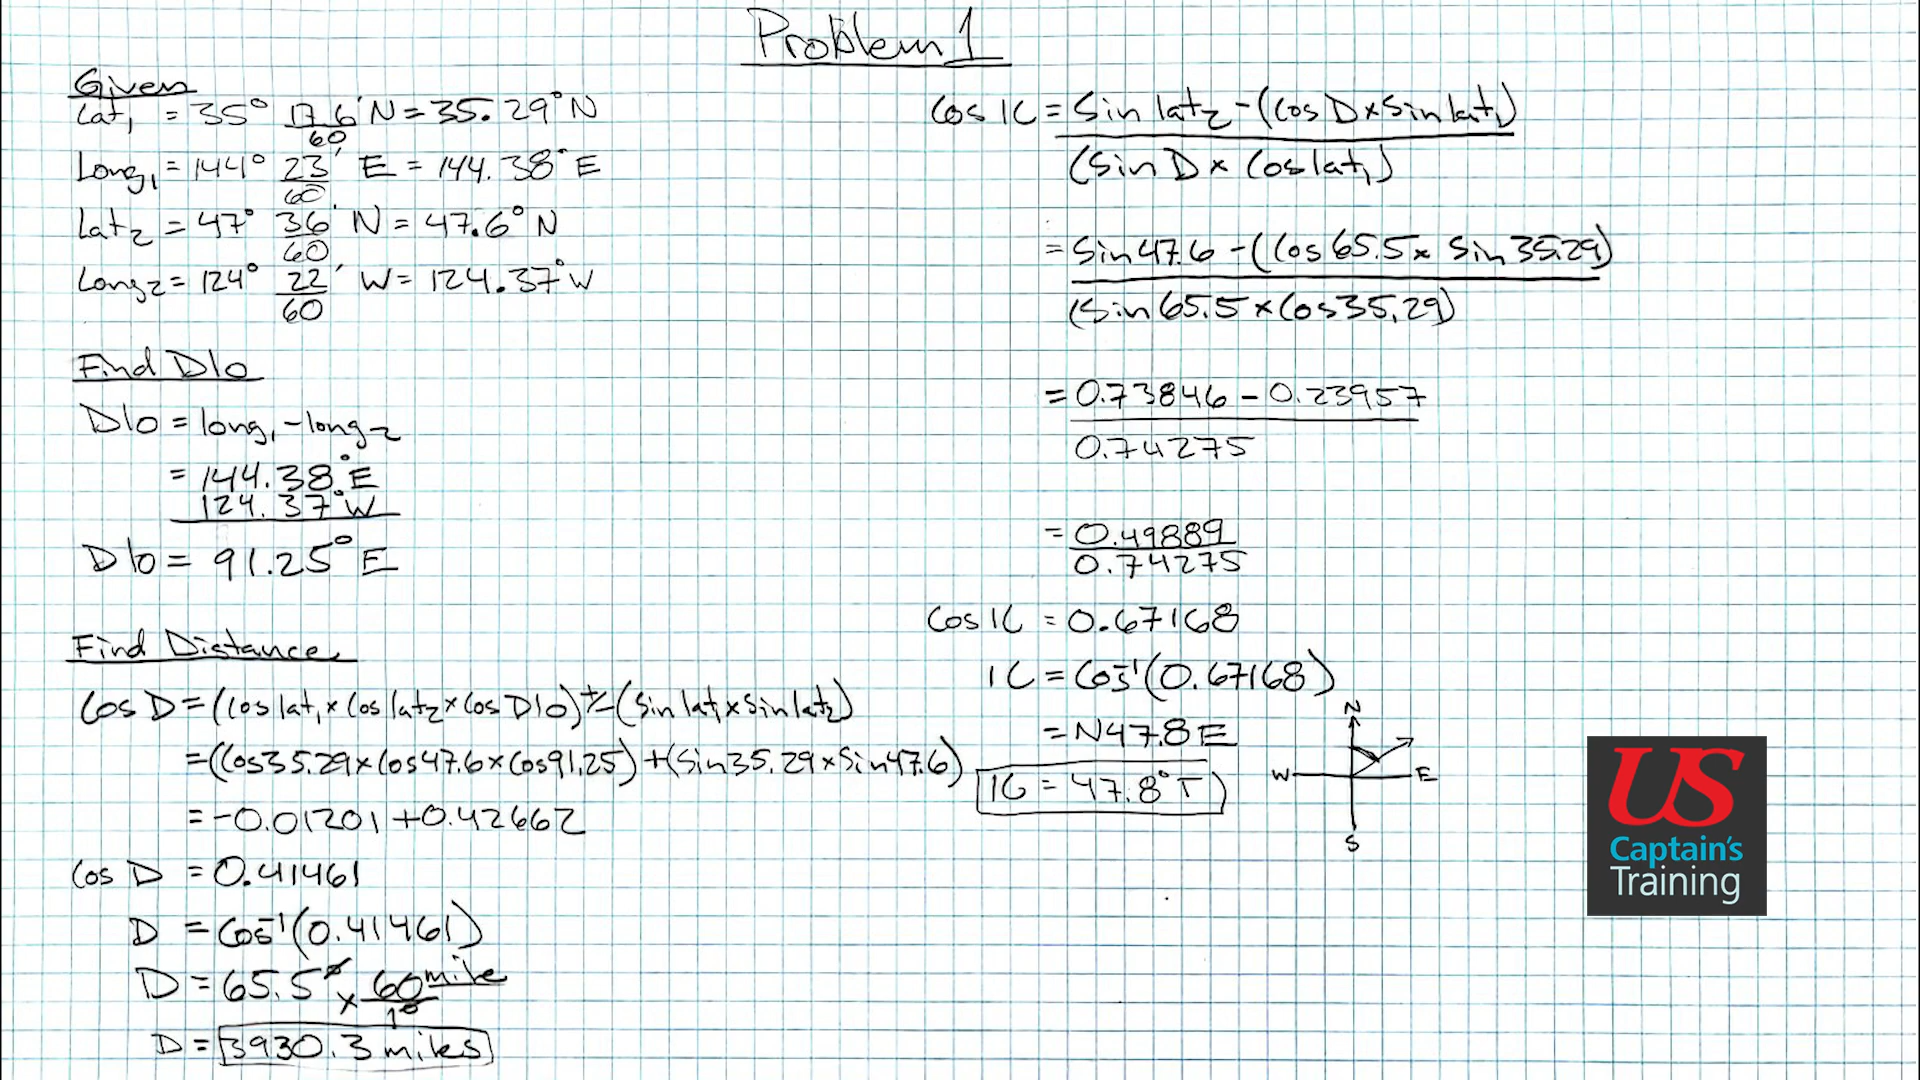 Problem 1
Given
Lat₁ = 35° 17.6'/60 N = 35.29° N
Long₁ = 144° 23'/60 E = 144.38° E
Lat₂ = 47° 36'/60 N = 47.6° N
Long₂ = 124° 22'/60 W = 124.37° W
Find Dlo
Dlo = long₁ - long₂
= 144.38° E
124.37° W
Dlo = 91.25° E
Find Distance
Cos D = (Cos lat₁ x Cos lat₂ x Cos Dlo) +/- (Sin lat₁ x Sin lat₂)
= (Cos 35.29 x Cos 47.6 x Cos 91.25) + (Sin 35.29 x Sin 47.6)
= -0.01201 + 0.42662
Cos D = 0.41461
D = Cos⁻¹(0.41461)
D = 65.5° x 60 mile/1°
D = 3930.3 miles
Cos IC = Sin lat₂ - (Cos D x Sin lat₁)
(Sin D x Cos lat₁)
= Sin 47.6 - (Cos 65.5 x Sin 35.29)
(Sin 65.5 x Cos 35.29)
= 0.73846 - 0.23957
0.74275
= 0.49889
0.74275
Cos IC = 0.67168
IC = Cos⁻¹(0.67168)
= N47.8E
IC = 47.8° T
N
W E
S
US
Captain's
Training